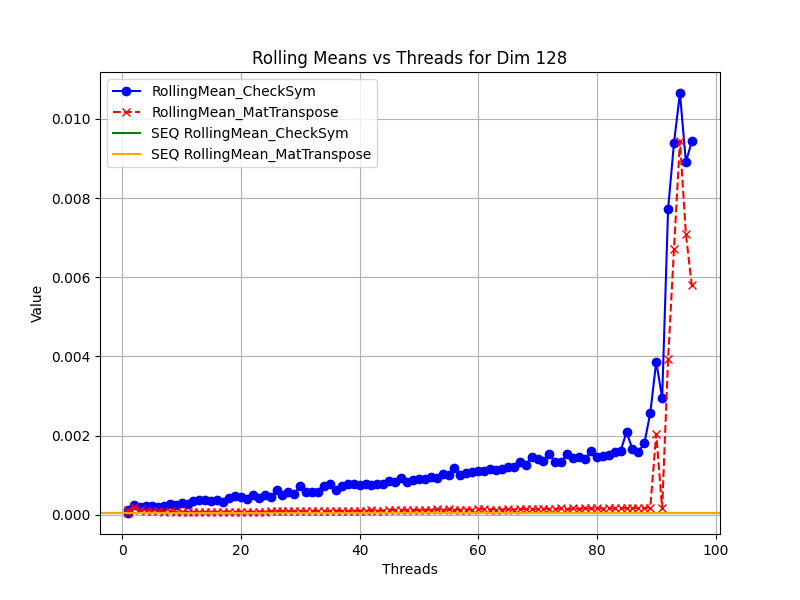 Rolling Means vs Threads for Dim 128
RollingMean_CheckSym
RollingMean_MatTranspose
SEQ RollingMean_CheckSym
SEQ RollingMean_MatTranspose
0.010
0.008
0.006
0.004
0.002
0.000
Value
0 20 40 60 80 100
Threads